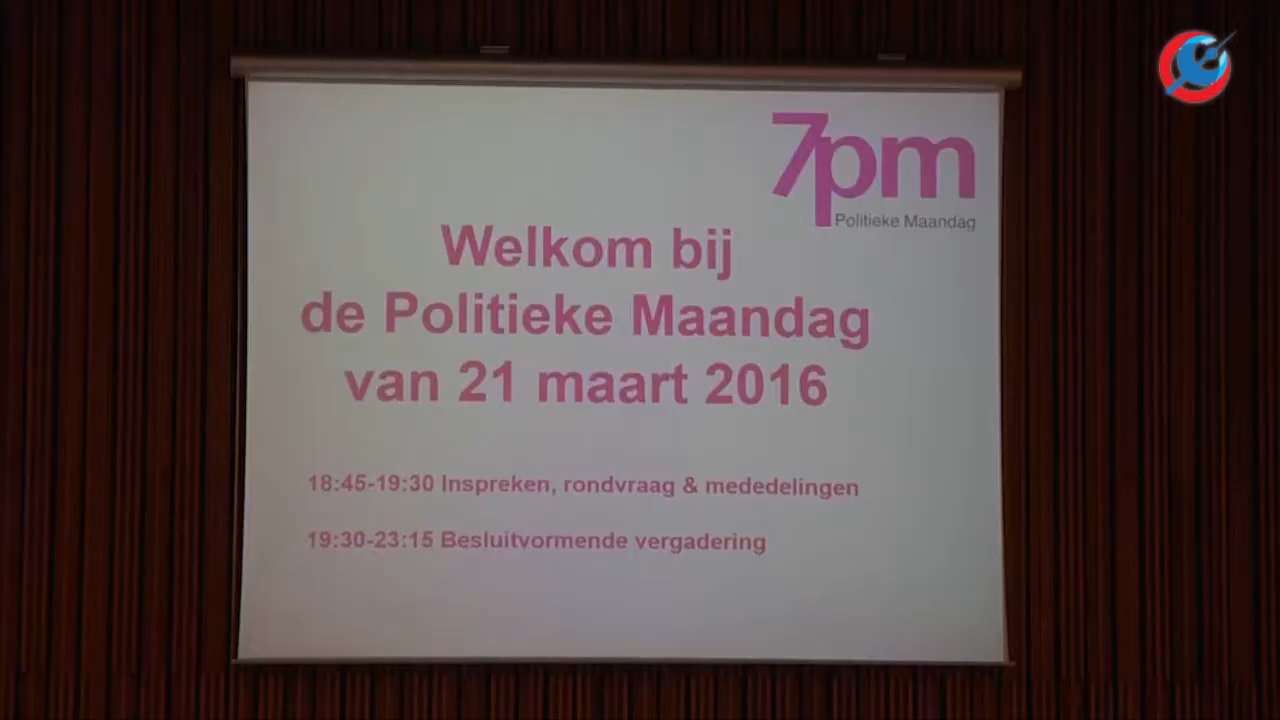 7pm
Politieke Maandag
Welkom bij
de Politieke Maandag
van 21 maart 2016
18:45-19:30 Inspreken, rondvraag & mededelingen
19:30-23:15 Besluitvormende vergadering